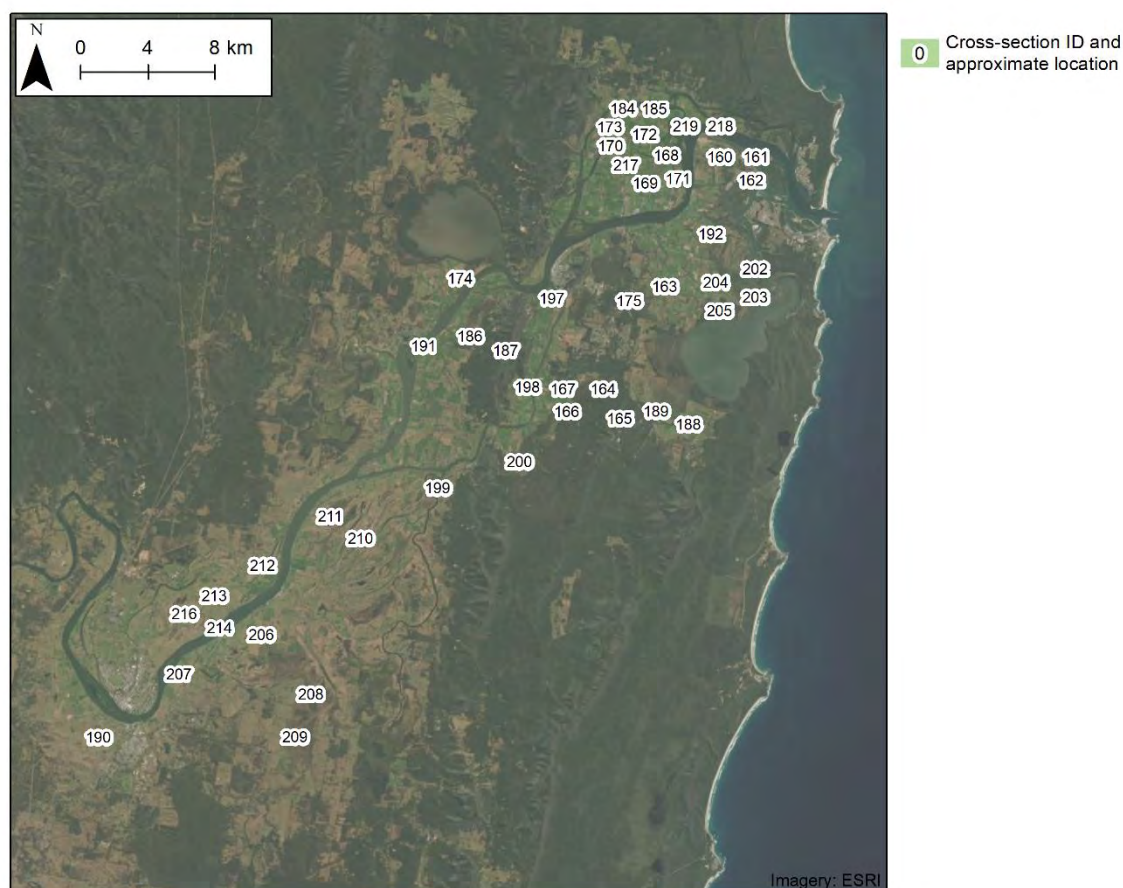 N
0 4 8 km
0 Cross-section ID and
approximate location
184 185
173 172 219 218
170 168 160 161
217
169 171 162
192
174 202
163 204
197 175 203
205
186
191 187
198 167 164
166 165 189 188
200
199
211
210
212
213
216
214 206
207
208
190 209
Imagery: ESRI